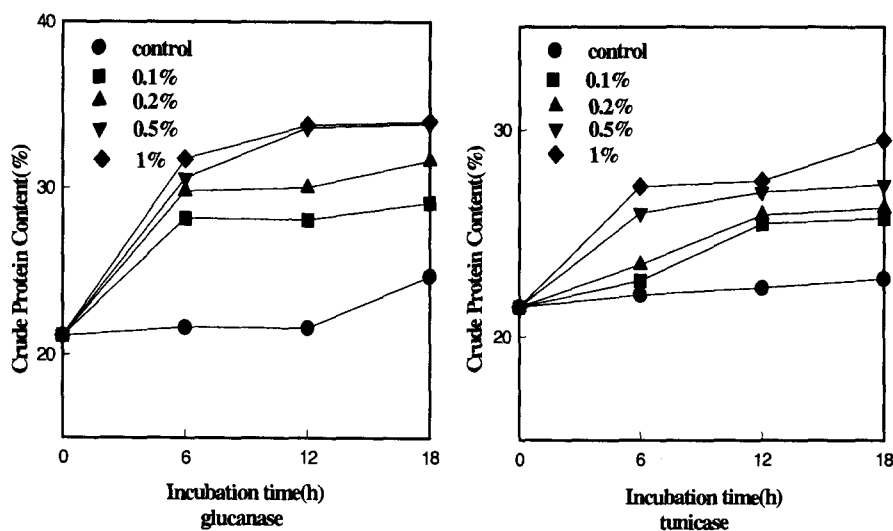 40
30
20
Crude Protein Content(%)
control
0.1%
0.2%
0.5%
1%
0
6
12
18
Incubation time(h)
glucanase
30
20
Crude Protein Content(%)
control
0.1%
0.2%
0.5%
1%
0
6
12
18
Incubation time(h)
tunicase